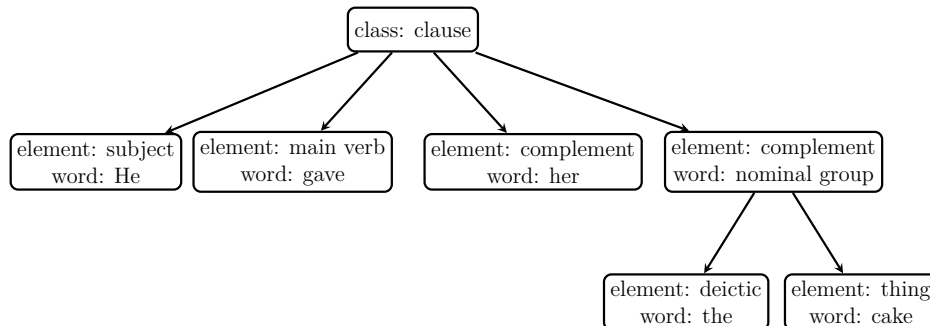 class: clause
element: subject
word: He
element: main verb
word: gave
element: complement
word: her
element: complement
word: nominal group
element: deictic
word: the
element: thing
word: cake